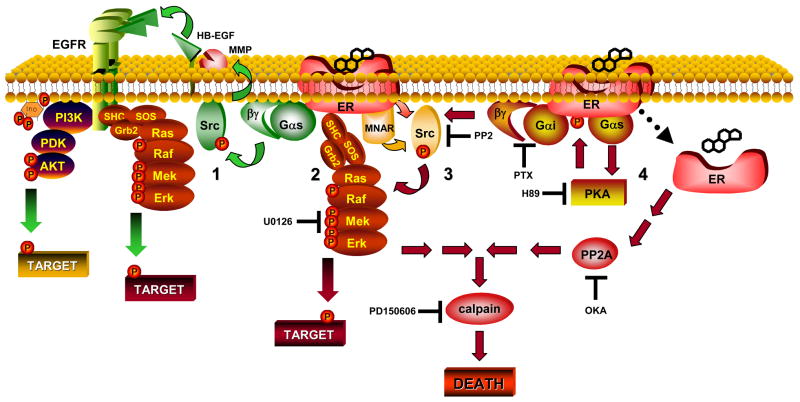 EGFR
HB-EGF
MMP
P
Ino
P
P
PI3K
PDK
P
AKT
P
P
TARGET
SHC
SOS
Grb2
Ras
P
Raf
P
Mek
P
P
Erk
P
P
TARGET
Src
P
1
βγ
Gαs
ER
SHC
SOS
Grb2
2
Ras
P
Raf
P
Mek
P
P
Erk
P
U0126
P
TARGET
MNAR
Src
P
3
PP2
βγ
Gαi
PTX
ER
P
Gαs
H89
PKA
4
ER
PP2A
OKA
PD150606
calpain
DEATH